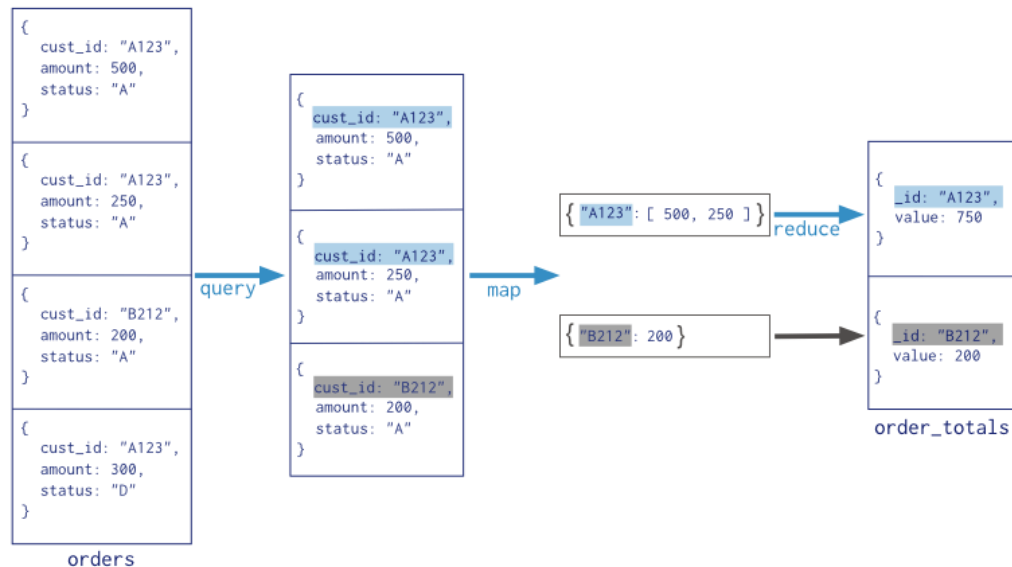 {
cust_id: "A123",
amount: 500,
status: "A"
}
{
cust_id: "A123",
amount: 250,
status: "A"
}
{
cust_id: "B212",
amount: 200,
status: "A"
}
{
cust_id: "A123",
amount: 300,
status: "D"
}
orders
query
{
cust_id: "A123",
amount: 500,
status: "A"
}
{
cust_id: "A123",
amount: 250,
status: "A"
}
{
cust_id: "B212",
amount: 200,
status: "A"
}
map
{"A123": [ 500, 250 ]}
{"B212": 200}
reduce
{
_id: "A123",
value: 750
}
{
_id: "B212",
value: 200
}
order_totals